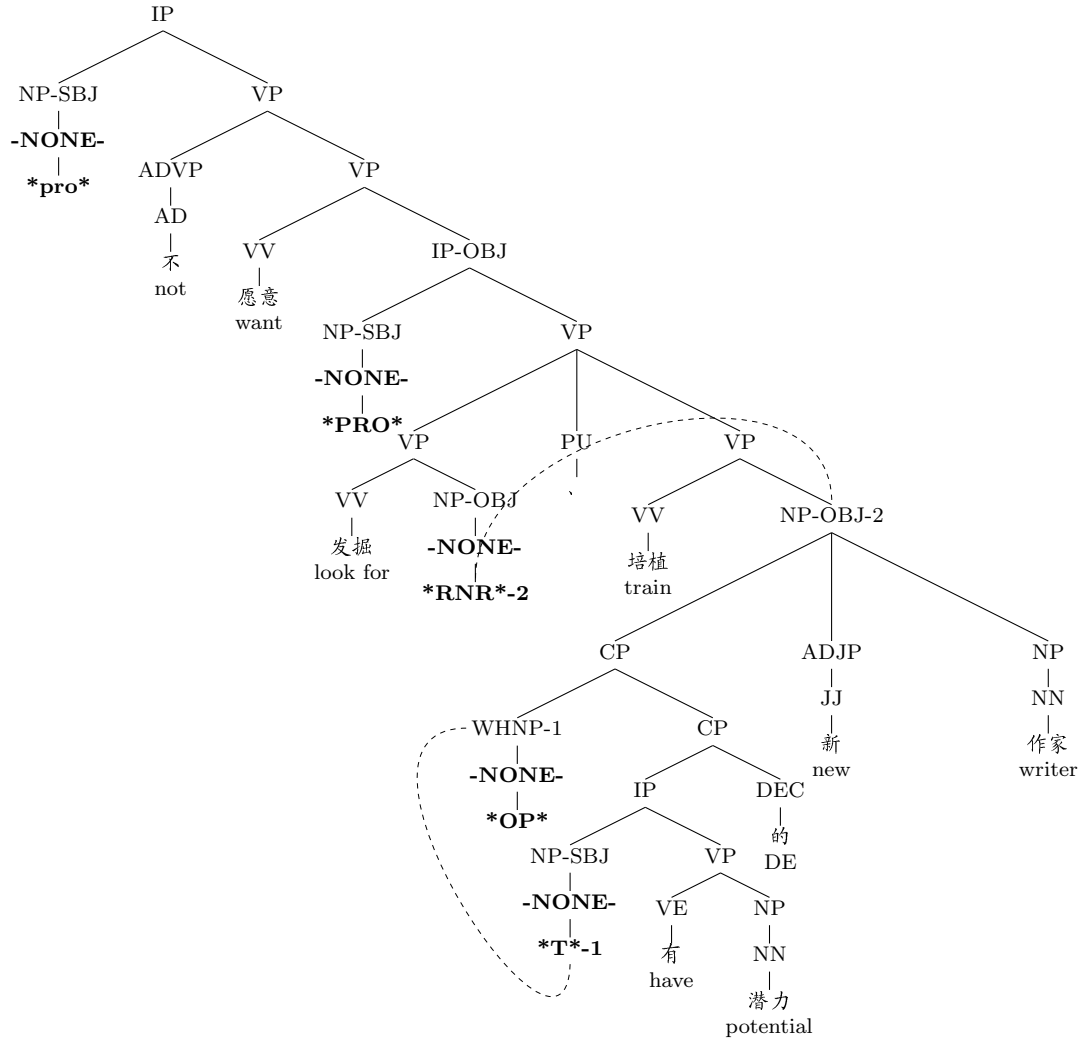 IP
NP-SBJ VP
-NONE-
*pro* ADVP VP
AD
不 VV IP-OBJ
not 愿意
want NP-SBJ VP
-NONE-
*PRO* VP PU VP
VV NP-OBJ 、 VV NP-OBJ-2
发掘 -NONE- 培植
look for *RNR*-2 train
CP ADJP NP
JJ NN
WHNP-1 CP 新 作家
-NONE- new writer
*OP* IP DEC
的
NP-SBJ VP DE
-NONE- VE NP
*T*-1 有 NN
have 潜力
potential